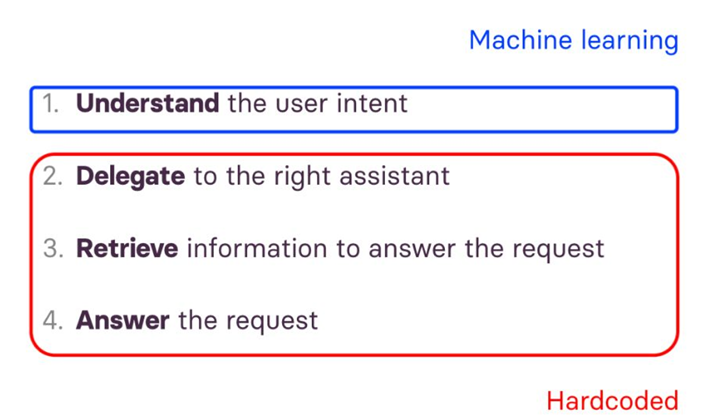 Machine learning
1. Understand the user intent
2. Delegate to the right assistant
3. Retrieve information to answer the request
4. Answer the request
Hardcoded